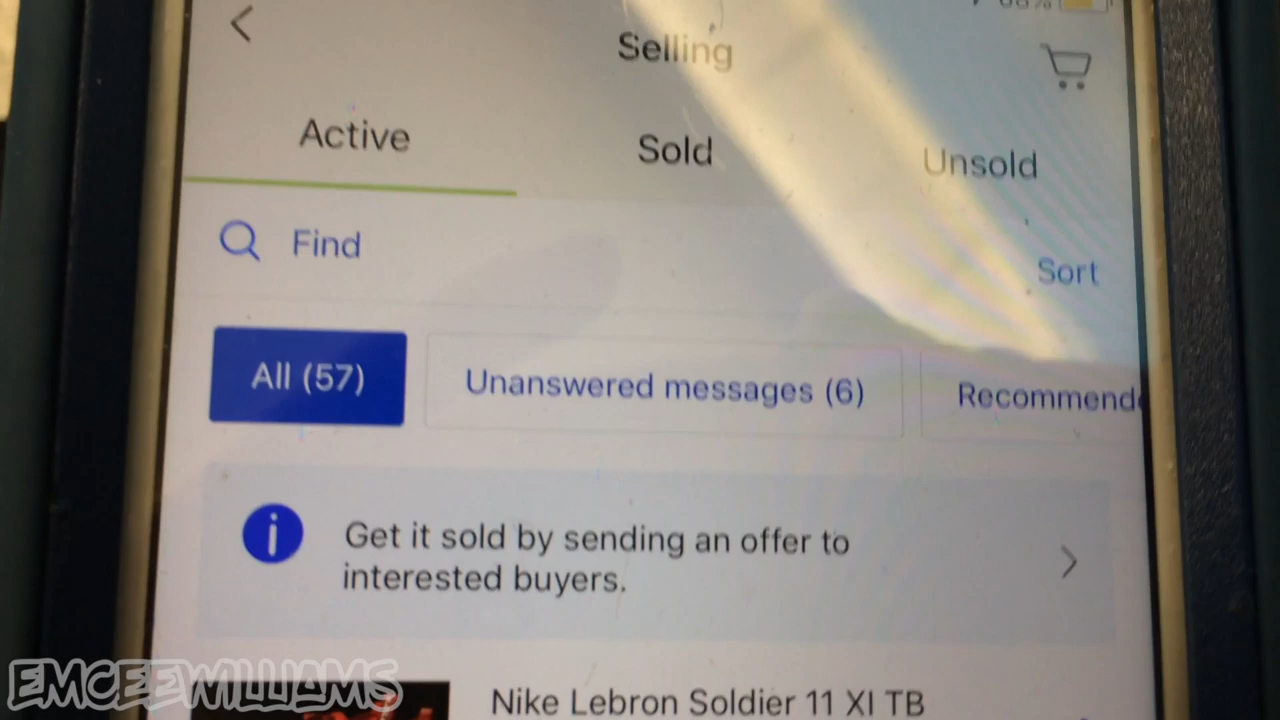 Selling
Active Sold Unsold
Find
Sort
All (57) Unanswered messages (6)
Get it sold by sending an offer to
interested buyers.
Nike Lebron Soldier 11 XI TB
EMCEEWILLIAMS